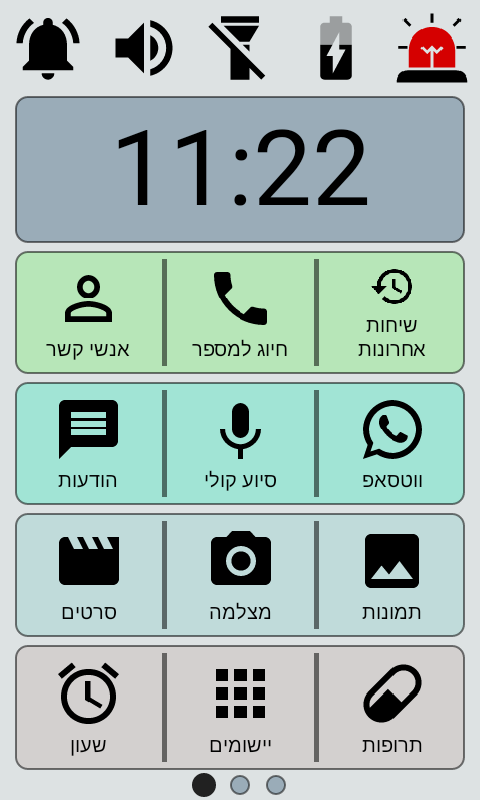 11:22
שיחות
אחרונות
חיוג למספר
אנשי קשר
ווטסאפ
סיוע קולי
הודעות
תמונות
מצלמה
סרטים
תרופות
יישומים
שעון